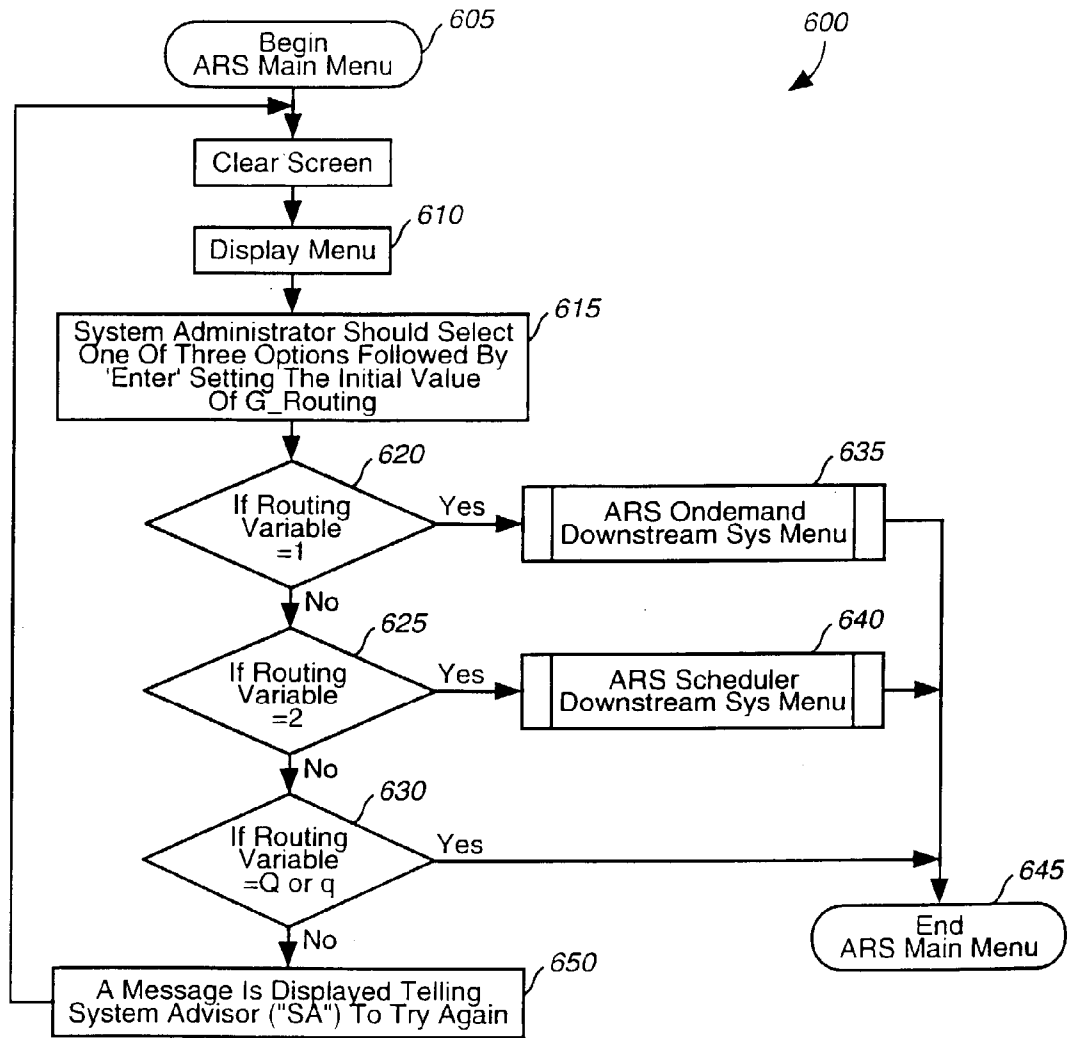 605
600
Begin
ARS Main Menu
Clear Screen
610
Display Menu
615
System Administrator Should Select
One Of Three Options Followed By
'Enter' Setting The Initial Value
Of G_Routing
620
If Routing
Variable
=1
Yes
635
ARS Ondemand
Downstream Sys Menu
No
625
If Routing
Variable
=2
Yes
640
ARS Scheduler
Downstream Sys Menu
No
630
If Routing
Variable
=Q or q
Yes
645
End
ARS Main Menu
No
650
A Message Is Displayed Telling
System Advisor ("SA") To Try Again